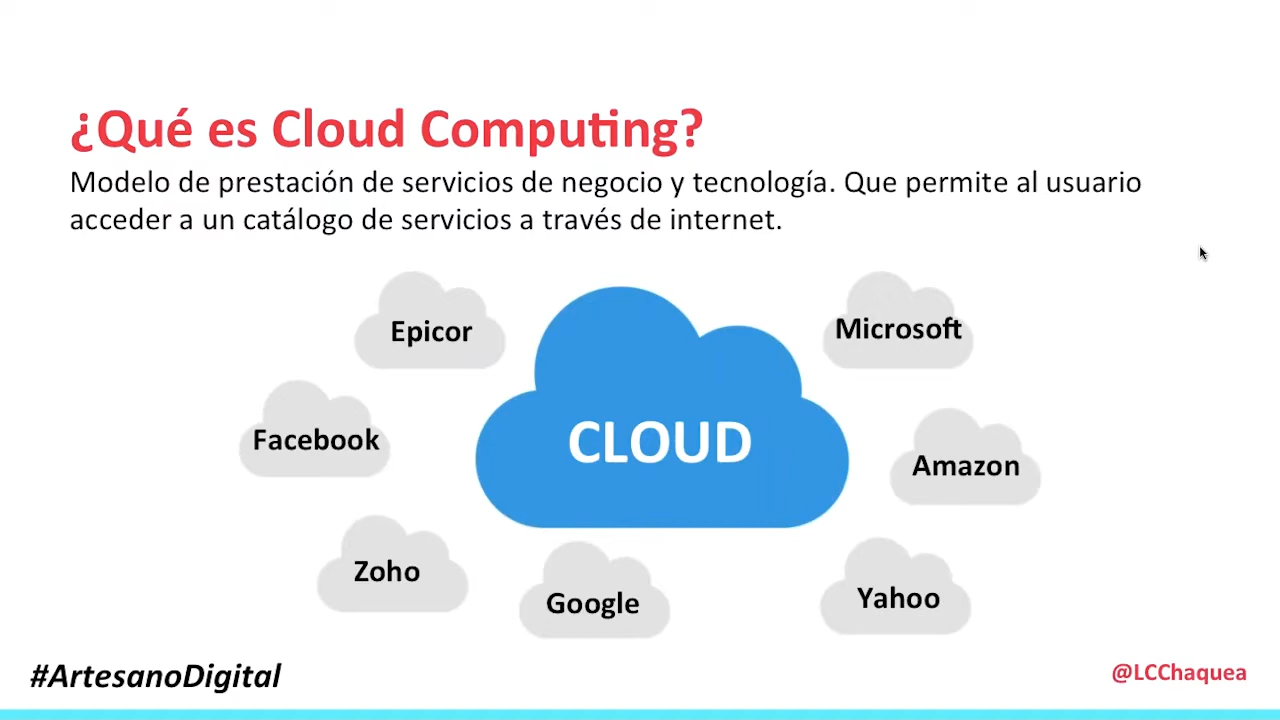 ¿Qué es Cloud Computing?
Modelo de prestación de servicios de negocio y tecnología. Que permite al usuario
acceder a un catálogo de servicios a través de internet.
Epicor
Microsoft
Facebook
CLOUD
Amazon
Zoho
Google
Yahoo
#ArtesanoDigital
@LCChaquea